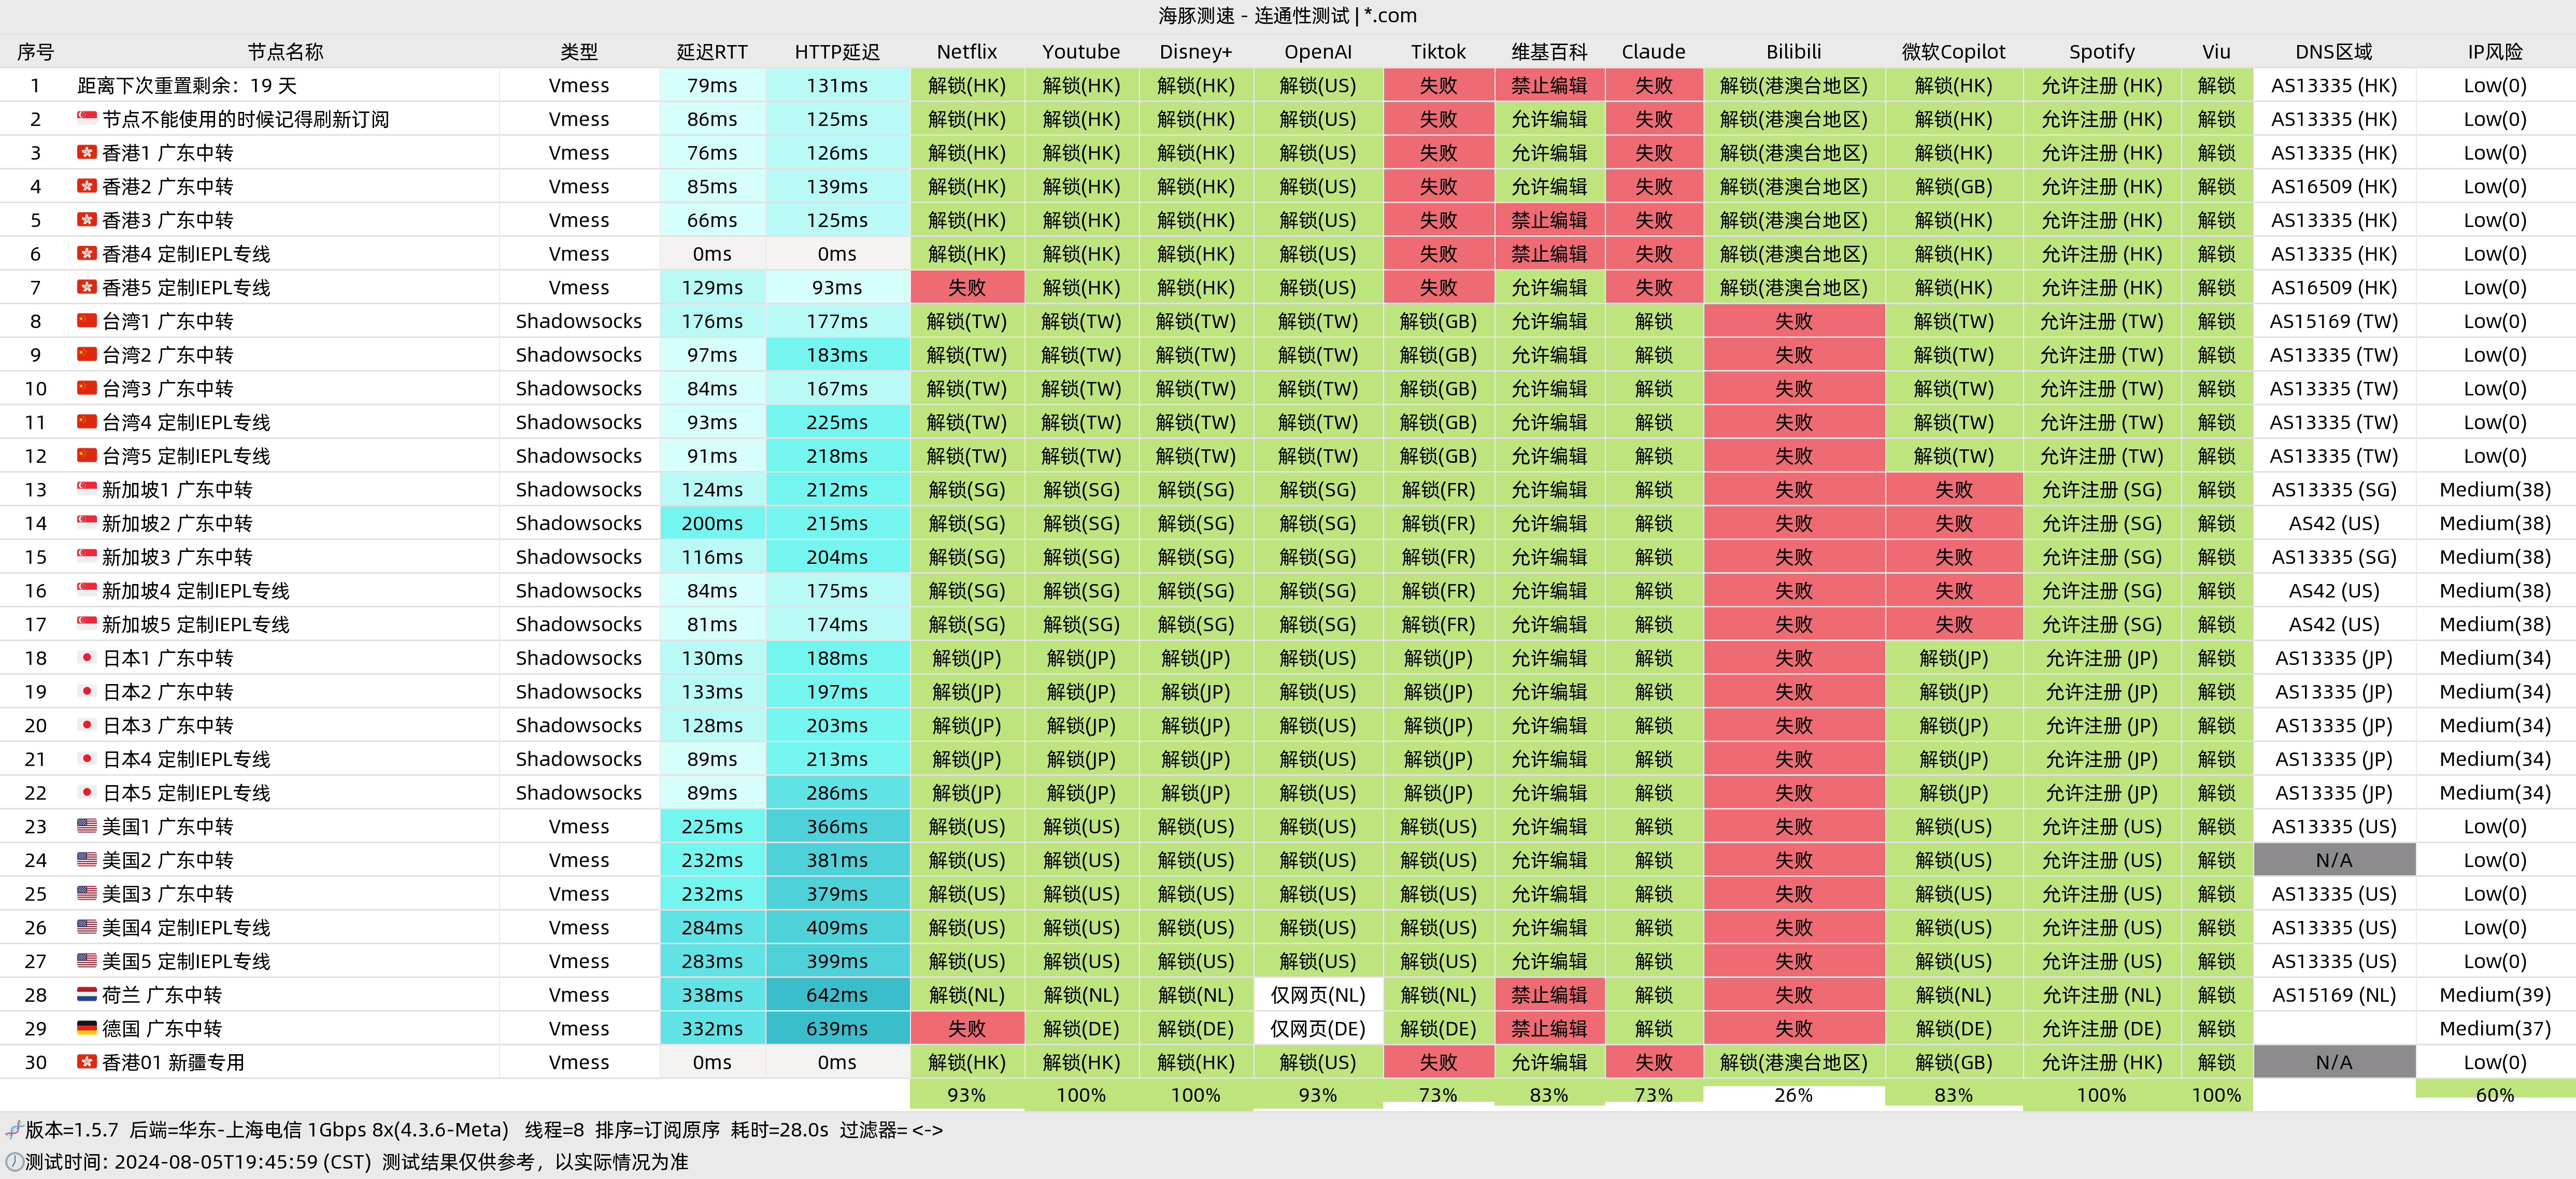 海豚测速 - 连通性测试 | *.com
序号 节点名称 类型 延迟RTT HTTP延迟 Netflix Youtube Disney+ OpenAI Tiktok 维基百科 Claude Bilibili 微软Copilot Spotify Viu DNS区域 IP风险
1 距离下次重置剩余：19 天 Vmess 79ms 131ms 解锁(HK) 解锁(HK) 解锁(HK) 解锁(US) 失败 禁止编辑 失败 解锁(港澳台地区) 解锁(HK) 允许注册 (HK) 解锁 AS13335 (HK) Low(0)
2 节点不能使用的时候记得刷新订阅 Vmess 86ms 125ms 解锁(HK) 解锁(HK) 解锁(HK) 解锁(US) 失败 允许编辑 失败 解锁(港澳台地区) 解锁(HK) 允许注册 (HK) 解锁 AS13335 (HK) Low(0)
3 香港1 广东中转 Vmess 76ms 126ms 解锁(HK) 解锁(HK) 解锁(HK) 解锁(US) 失败 允许编辑 失败 解锁(港澳台地区) 解锁(HK) 允许注册 (HK) 解锁 AS13335 (HK) Low(0)
4 香港2 广东中转 Vmess 85ms 139ms 解锁(HK) 解锁(HK) 解锁(HK) 解锁(US) 失败 允许编辑 失败 解锁(港澳台地区) 解锁(GB) 允许注册 (HK) 解锁 AS16509 (HK) Low(0)
5 香港3 广东中转 Vmess 66ms 125ms 解锁(HK) 解锁(HK) 解锁(HK) 解锁(US) 失败 禁止编辑 失败 解锁(港澳台地区) 解锁(HK) 允许注册 (HK) 解锁 AS13335 (HK) Low(0)
6 香港4 定制IEPL专线 Vmess 0ms 0ms 解锁(HK) 解锁(HK) 解锁(HK) 解锁(US) 失败 禁止编辑 失败 解锁(港澳台地区) 解锁(HK) 允许注册 (HK) 解锁 AS13335 (HK) Low(0)
7 香港5 定制IEPL专线 Vmess 129ms 93ms 失败 解锁(HK) 解锁(HK) 解锁(US) 失败 允许编辑 失败 解锁(港澳台地区) 解锁(HK) 允许注册 (HK) 解锁 AS16509 (HK) Low(0)
8 台湾1 广东中转 Shadowsocks 176ms 177ms 解锁(TW) 解锁(TW) 解锁(TW) 解锁(TW) 解锁(GB) 允许编辑 解锁 失败 解锁(TW) 允许注册 (TW) 解锁 AS15169 (TW) Low(0)
9 台湾2 广东中转 Shadowsocks 97ms 183ms 解锁(TW) 解锁(TW) 解锁(TW) 解锁(TW) 解锁(GB) 允许编辑 解锁 失败 解锁(TW) 允许注册 (TW) 解锁 AS13335 (TW) Low(0)
10 台湾3 广东中转 Shadowsocks 84ms 167ms 解锁(TW) 解锁(TW) 解锁(TW) 解锁(TW) 解锁(GB) 允许编辑 解锁 失败 解锁(TW) 允许注册 (TW) 解锁 AS13335 (TW) Low(0)
11 台湾4 定制IEPL专线 Shadowsocks 93ms 225ms 解锁(TW) 解锁(TW) 解锁(TW) 解锁(TW) 解锁(GB) 允许编辑 解锁 失败 解锁(TW) 允许注册 (TW) 解锁 AS13335 (TW) Low(0)
12 台湾5 定制IEPL专线 Shadowsocks 91ms 218ms 解锁(TW) 解锁(TW) 解锁(TW) 解锁(TW) 解锁(GB) 允许编辑 解锁 失败 解锁(TW) 允许注册 (TW) 解锁 AS13335 (TW) Low(0)
13 新加坡1 广东中转 Shadowsocks 124ms 212ms 解锁(SG) 解锁(SG) 解锁(SG) 解锁(SG) 解锁(FR) 允许编辑 解锁 失败 失败 允许注册 (SG) 解锁 AS13335 (SG) Medium(38)
14 新加坡2 广东中转 Shadowsocks 200ms 215ms 解锁(SG) 解锁(SG) 解锁(SG) 解锁(SG) 解锁(FR) 允许编辑 解锁 失败 失败 允许注册 (SG) 解锁 AS42 (US) Medium(38)
15 新加坡3 广东中转 Shadowsocks 116ms 204ms 解锁(SG) 解锁(SG) 解锁(SG) 解锁(SG) 解锁(FR) 允许编辑 解锁 失败 失败 允许注册 (SG) 解锁 AS13335 (SG) Medium(38)
16 新加坡4 定制IEPL专线 Shadowsocks 84ms 175ms 解锁(SG) 解锁(SG) 解锁(SG) 解锁(SG) 解锁(FR) 允许编辑 解锁 失败 失败 允许注册 (SG) 解锁 AS42 (US) Medium(38)
17 新加坡5 定制IEPL专线 Shadowsocks 81ms 174ms 解锁(SG) 解锁(SG) 解锁(SG) 解锁(SG) 解锁(FR) 允许编辑 解锁 失败 失败 允许注册 (SG) 解锁 AS42 (US) Medium(38)
18 日本1 广东中转 Shadowsocks 130ms 188ms 解锁(JP) 解锁(JP) 解锁(JP) 解锁(US) 解锁(JP) 允许编辑 解锁 失败 解锁(JP) 允许注册 (JP) 解锁 AS13335 (JP) Medium(34)
19 日本2 广东中转 Shadowsocks 133ms 197ms 解锁(JP) 解锁(JP) 解锁(JP) 解锁(US) 解锁(JP) 允许编辑 解锁 失败 解锁(JP) 允许注册 (JP) 解锁 AS13335 (JP) Medium(34)
20 日本3 广东中转 Shadowsocks 128ms 203ms 解锁(JP) 解锁(JP) 解锁(JP) 解锁(US) 解锁(JP) 允许编辑 解锁 失败 解锁(JP) 允许注册 (JP) 解锁 AS13335 (JP) Medium(34)
21 日本4 定制IEPL专线 Shadowsocks 89ms 213ms 解锁(JP) 解锁(JP) 解锁(JP) 解锁(US) 解锁(JP) 允许编辑 解锁 失败 解锁(JP) 允许注册 (JP) 解锁 AS13335 (JP) Medium(34)
22 日本5 定制IEPL专线 Shadowsocks 89ms 286ms 解锁(JP) 解锁(JP) 解锁(JP) 解锁(US) 解锁(JP) 允许编辑 解锁 失败 解锁(JP) 允许注册 (JP) 解锁 AS13335 (JP) Medium(34)
23 美国1 广东中转 Vmess 225ms 366ms 解锁(US) 解锁(US) 解锁(US) 解锁(US) 解锁(US) 允许编辑 解锁 失败 解锁(US) 允许注册 (US) 解锁 AS13335 (US) Low(0)
24 美国2 广东中转 Vmess 232ms 381ms 解锁(US) 解锁(US) 解锁(US) 解锁(US) 解锁(US) 允许编辑 解锁 失败 解锁(US) 允许注册 (US) 解锁 N/A Low(0)
25 美国3 广东中转 Vmess 232ms 379ms 解锁(US) 解锁(US) 解锁(US) 解锁(US) 解锁(US) 允许编辑 解锁 失败 解锁(US) 允许注册 (US) 解锁 AS13335 (US) Low(0)
26 美国4 定制IEPL专线 Vmess 284ms 409ms 解锁(US) 解锁(US) 解锁(US) 解锁(US) 解锁(US) 允许编辑 解锁 失败 解锁(US) 允许注册 (US) 解锁 AS13335 (US) Low(0)
27 美国5 定制IEPL专线 Vmess 283ms 399ms 解锁(US) 解锁(US) 解锁(US) 解锁(US) 解锁(US) 允许编辑 解锁 失败 解锁(US) 允许注册 (US) 解锁 AS13335 (US) Low(0)
28 荷兰 广东中转 Vmess 338ms 642ms 解锁(NL) 解锁(NL) 解锁(NL) 仅网页(NL) 解锁(NL) 禁止编辑 解锁 失败 解锁(NL) 允许注册 (NL) 解锁 AS15169 (NL) Medium(39)
29 德国 广东中转 Vmess 332ms 639ms 失败 解锁(DE) 解锁(DE) 仅网页(DE) 解锁(DE) 禁止编辑 解锁 失败 解锁(DE) 允许注册 (DE) 解锁 Medium(37)
30 香港01 新疆专用 Vmess 0ms 0ms 解锁(HK) 解锁(HK) 解锁(HK) 解锁(US) 失败 允许编辑 失败 解锁(港澳台地区) 解锁(GB) 允许注册 (HK) 解锁 N/A Low(0)
93% 100% 100% 93% 73% 83% 73% 26% 83% 100% 100% 60%
版本=1.5.7 后端=华东-上海电信 1Gbps 8x(4.3.6-Meta) 线程=8 排序=订阅原序 耗时=28.0s 过滤器= <->
测试时间: 2024-08-05T19:45:59 (CST) 测试结果仅供参考，以实际情况为准